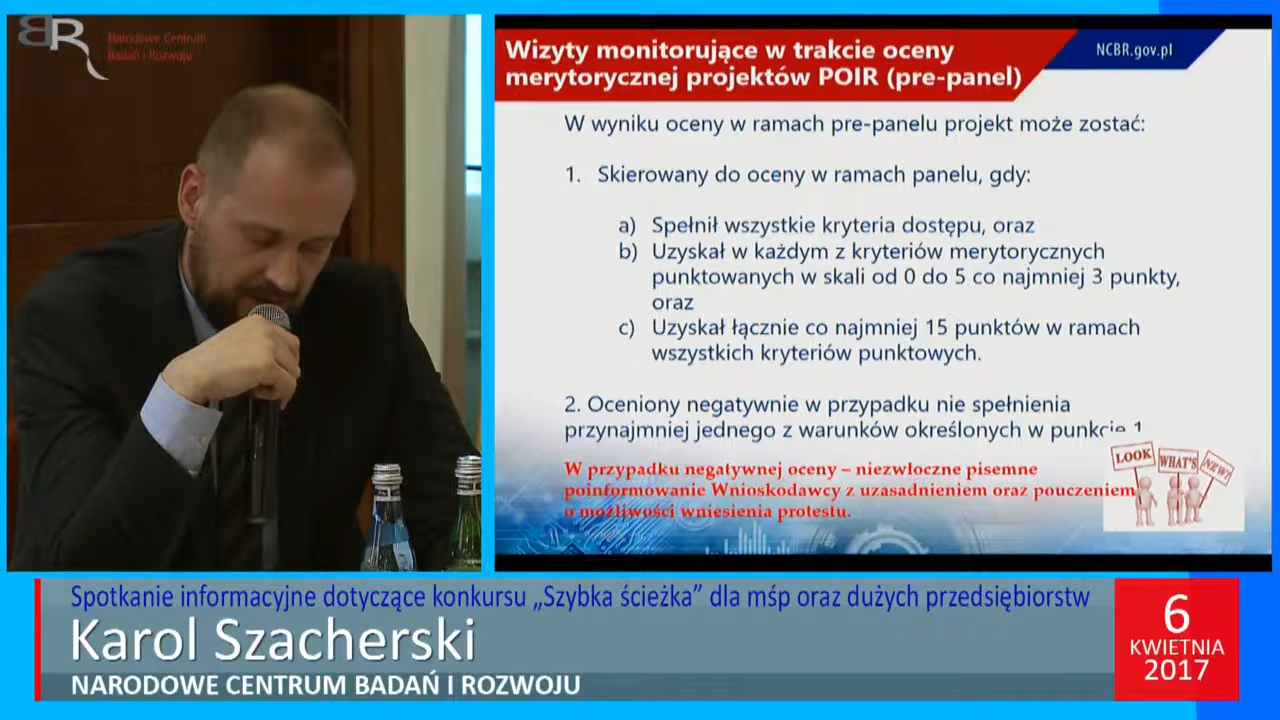 BR
Narodowe Centrum
Badań i Rozwoju
Wizyty monitorujące w trakcie oceny
merytorycznej projektów POIR (pre-panel)
NCBR.gov.pl
W wyniku oceny w ramach pre-panelu projekt może zostać:
1. Skierowany do oceny w ramach panelu, gdy:
a) Spełnił wszystkie kryteria dostępu, oraz
b) Uzyskał w każdym z kryteriów merytorycznych
punktowanych w skali od 0 do 5 co najmniej 3 punkty,
oraz
c) Uzyskał łącznie co najmniej 15 punktów w ramach
wszystkich kryteriów punktowych.
2. Oceniony negatywnie w przypadku nie spełnienia
przynajmniej jednego z warunków określonych w punkcie 1
W przypadku negatywnej oceny – niezwłoczne pisemne
poinformowanie Wnioskodawcy z uzasadnieniem oraz pouczeniem
o możliwości wniesienia protestu.
LOOK
WHAT'S
NEW!
Spotkanie informacyjne dotyczące konkursu „Szybka ścieżka” dla mśp oraz dużych przedsiębiorstw
Karol Szacherski
NARODOWE CENTRUM BADAŃ I ROZWOJU
6
KWIETNIA
2017